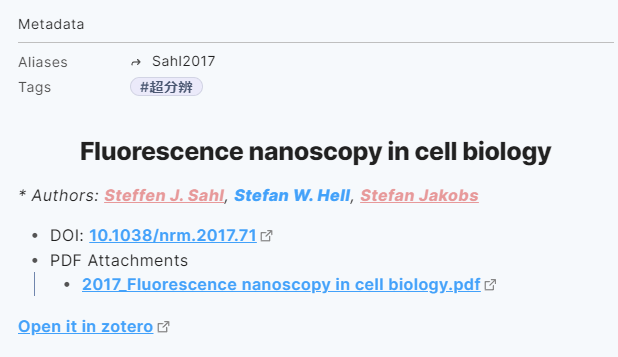 Metadata
Aliases Sahl2017
Tags #超分辨
Fluorescence nanoscopy in cell biology
* Authors: Steffen J. Sahl, Stefan W. Hell, Stefan Jakobs
• DOI: 10.1038/nrm.2017.71
• PDF Attachments
• 2017_Fluorescence nanoscopy in cell biology.pdf
Open it in zotero